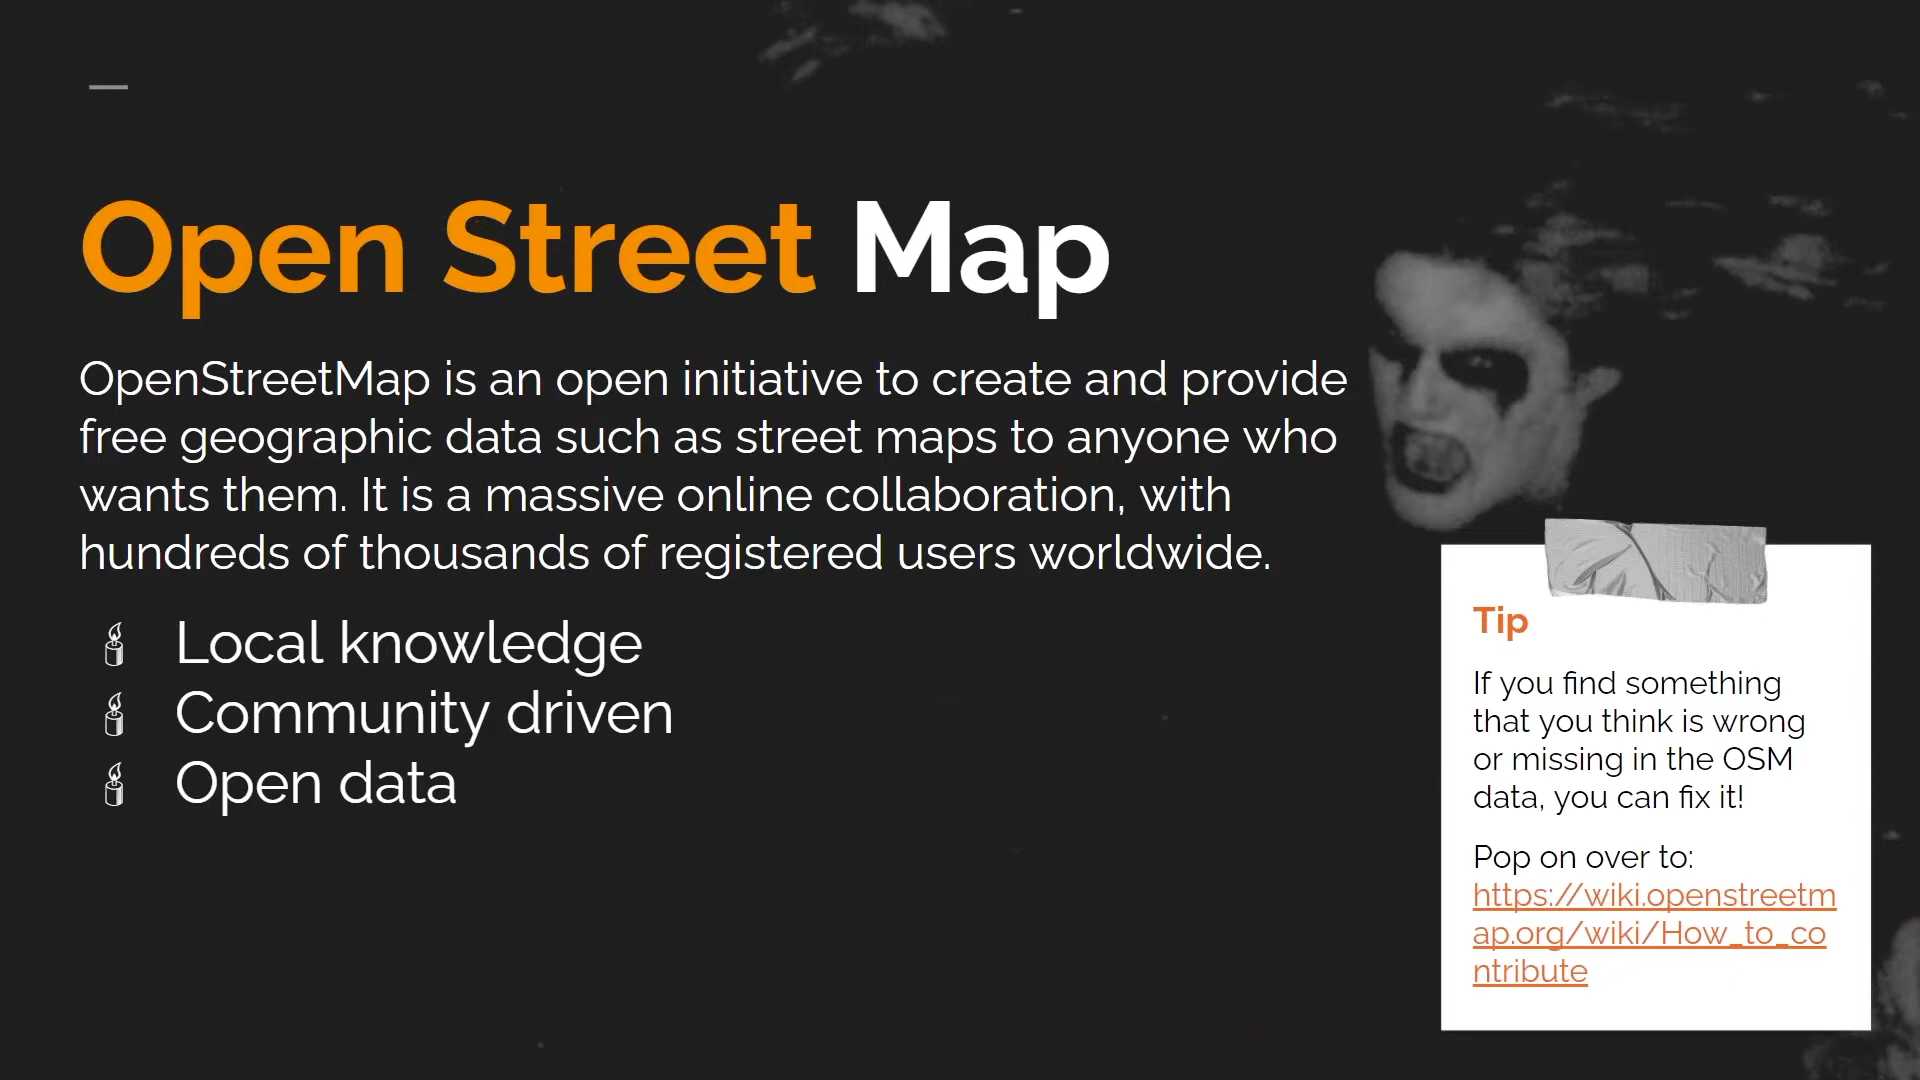 Open Street Map
OpenStreetMap is an open initiative to create and provide
free geographic data such as street maps to anyone who
wants them. It is a massive online collaboration, with
hundreds of thousands of registered users worldwide.
Local knowledge
Community driven
Open data
Tip
If you find something
that you think is wrong
or missing in the OSM
data, you can fix it!
Pop on over to:
https://wiki.openstreetm
ap.org/wiki/How_to_co
ntribute